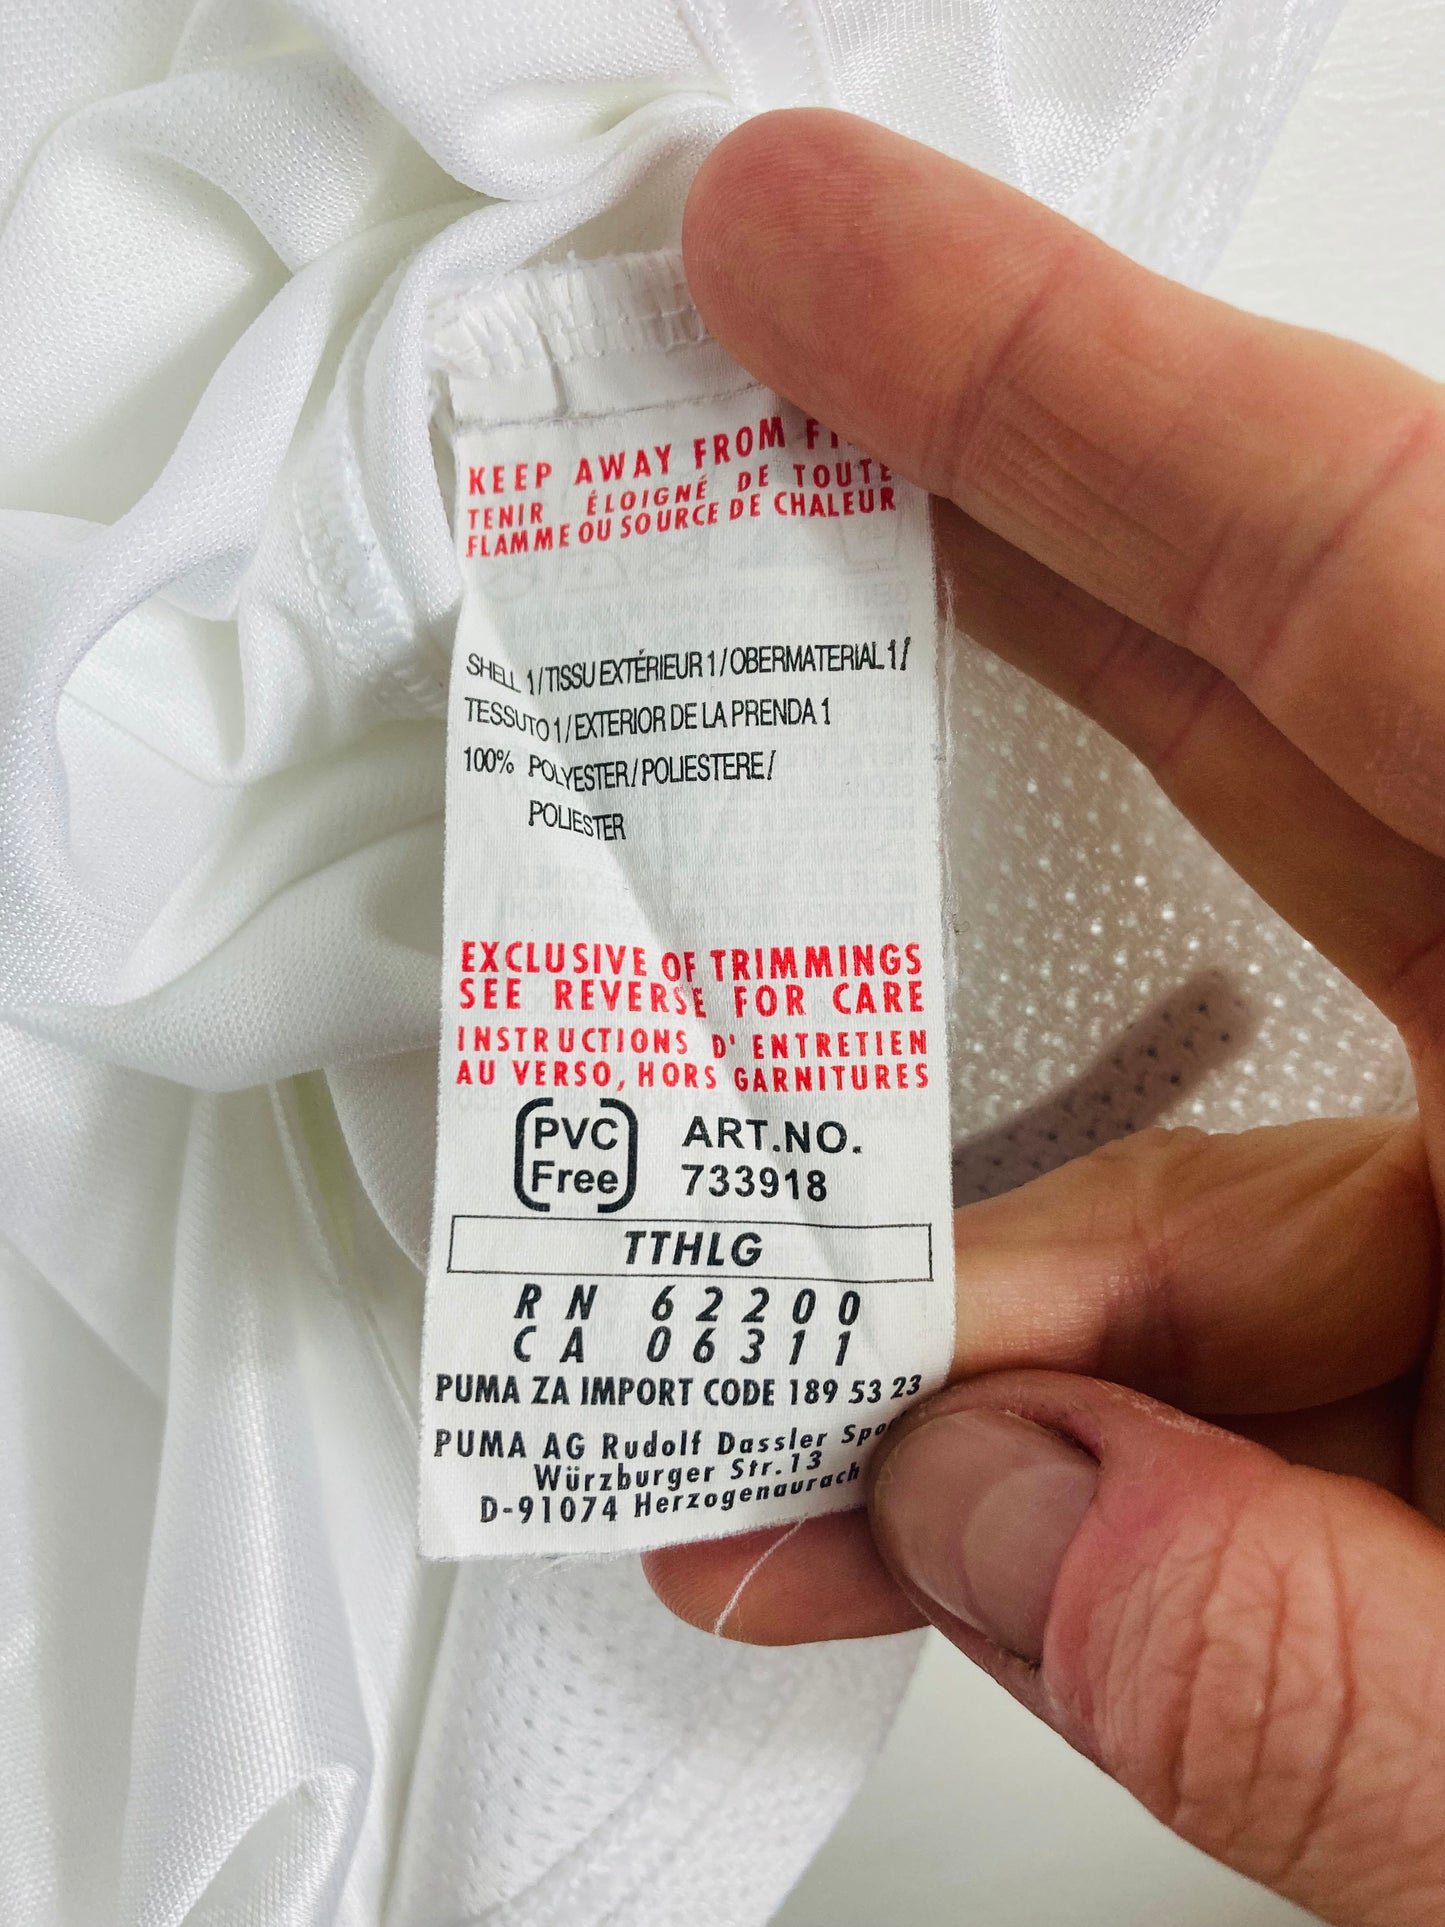 KEEP AWAY FROM
TENIR ÉLOIGNÉ DE TOUTE
FLAMME OU SOURCE DE CHALEUR
SHELL 1/TISSU EXTÉRIEUR 1/OBERMATERIAL 1/
TESSUTO 1/EXTERIOR DE LA PRENDA 1
100% POLYESTER/POLIESTERE/
POLIESTER
EXCLUSIVE OF TRIMMINGS
SEE REVERSE FOR CARE
INSTRUCTIONS D'ENTRETIEN
AU VERSO, HORS GARNITURES
PVC
Free
ART.NO.
733918
TTHLG
RN 62200
CA 06311
PUMA ZA IMPORT CODE 189 53 23
PUMA AG Rudolf Dassler
Würzburger Str.13
D-91074 Herzogenaurach